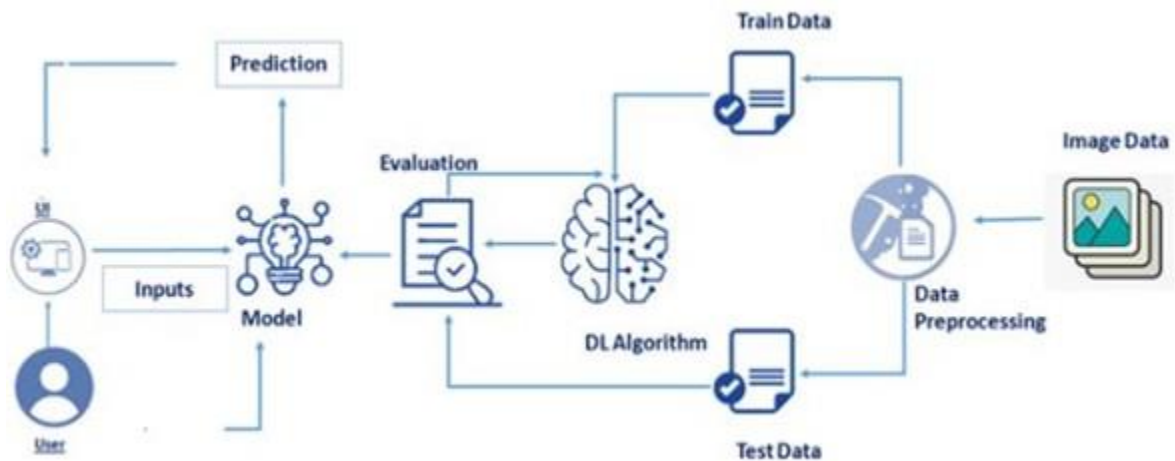 Train Data
Prediction
Image Data
Evaluation
UI
Inputs
Model
Data
Preprocessing
DL Algorithm
User
Test Data